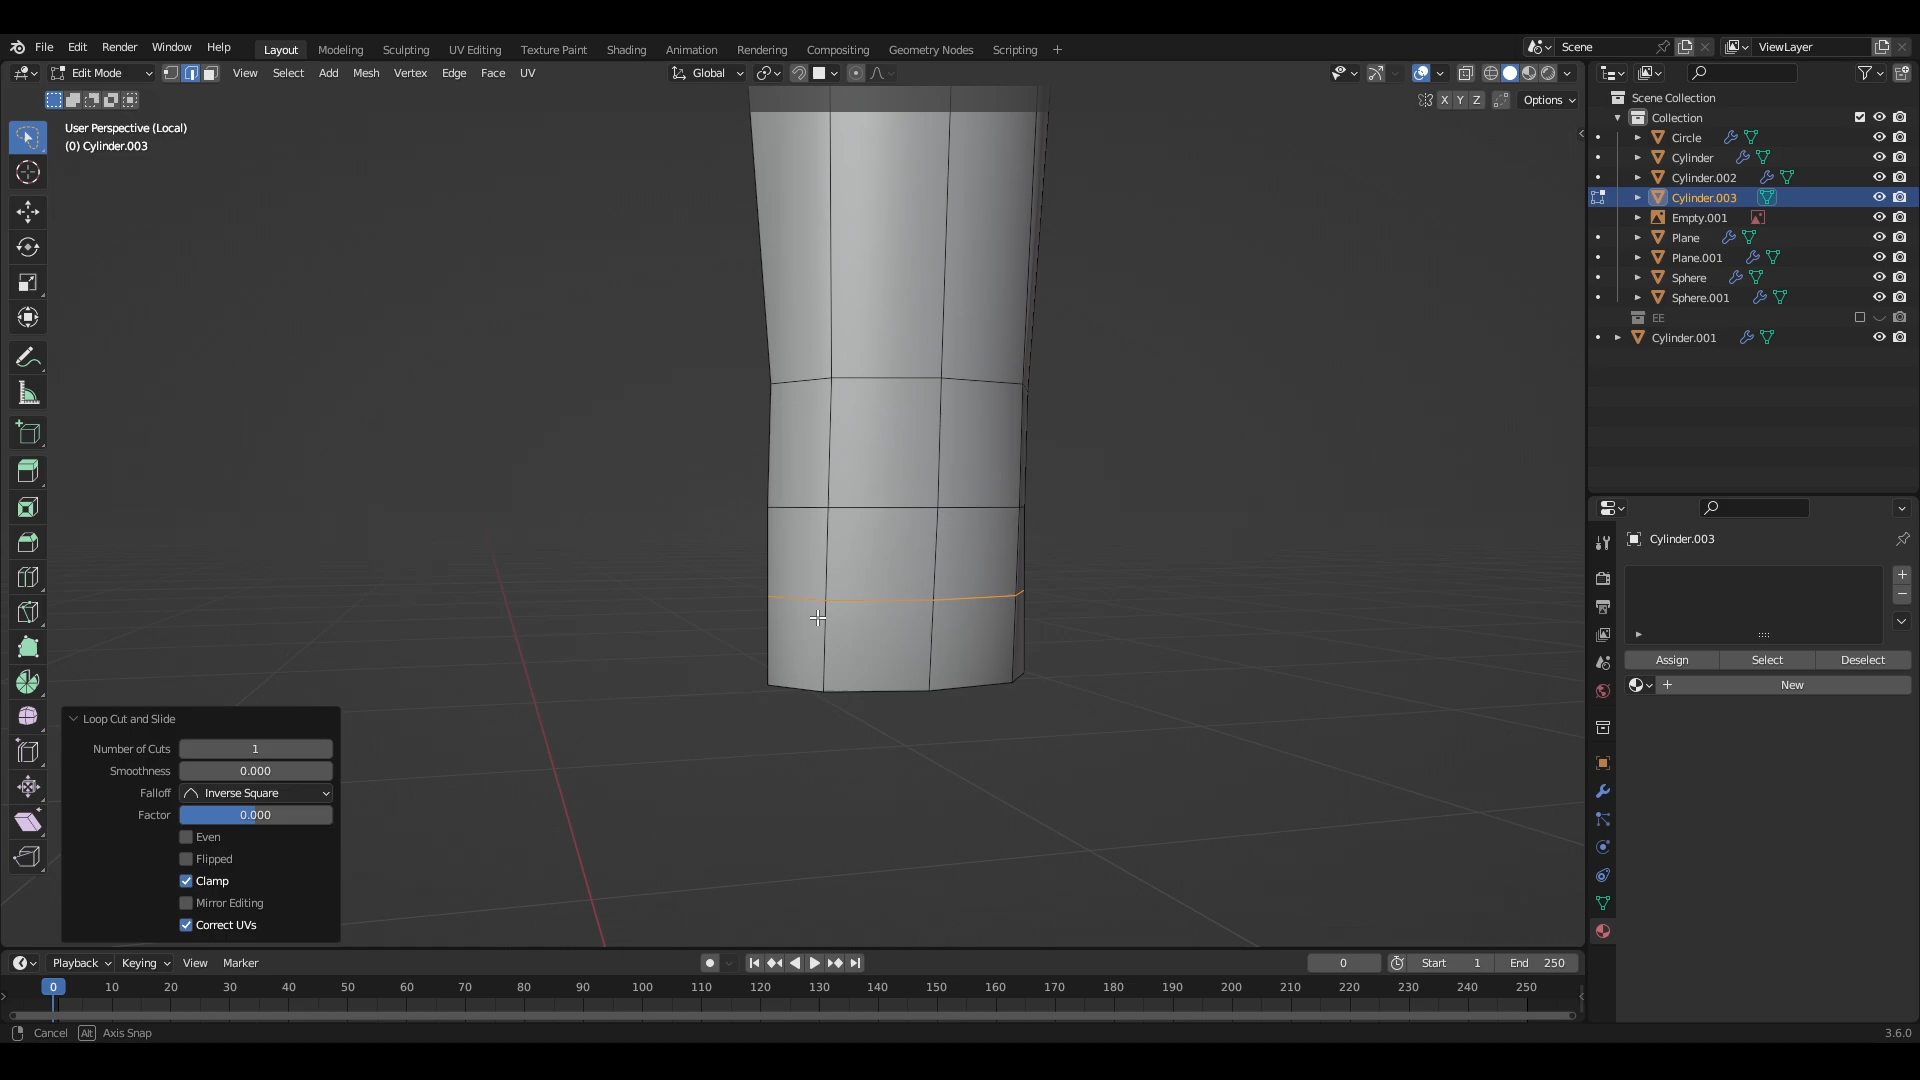 File Edit Render Window Help Layout Modeling Sculpting UV Editing Texture Paint Shading Animation Rendering Compositing Geometry Nodes Scripting + Scene ViewLayer
Edit Mode View Select Add Mesh Vertex Edge Face UV Global
X Y Z Options
User Perspective (Local)
(0) Cylinder.003
Scene Collection
Collection
Circle
Cylinder
Cylinder.002
Cylinder.003
Empty.001
Plane
Plane.001
Sphere
Sphere.001
EE
Cylinder.001
Cylinder.003
Assign Select Deselect
New
Loop Cut and Slide
Number of Cuts 1
Smoothness 0.000
Falloff Inverse Square
Factor 0.000
Even
Flipped
Clamp
Mirror Editing
Correct UVs
Playback Keying View Marker 0 Start 1 End 250
0 10 20 30 40 50 60 70 80 90 100 110 120 130 140 150 160 170 180 190 200 210 220 230 240 250
Cancel Alt Axis Snap 3.6.0